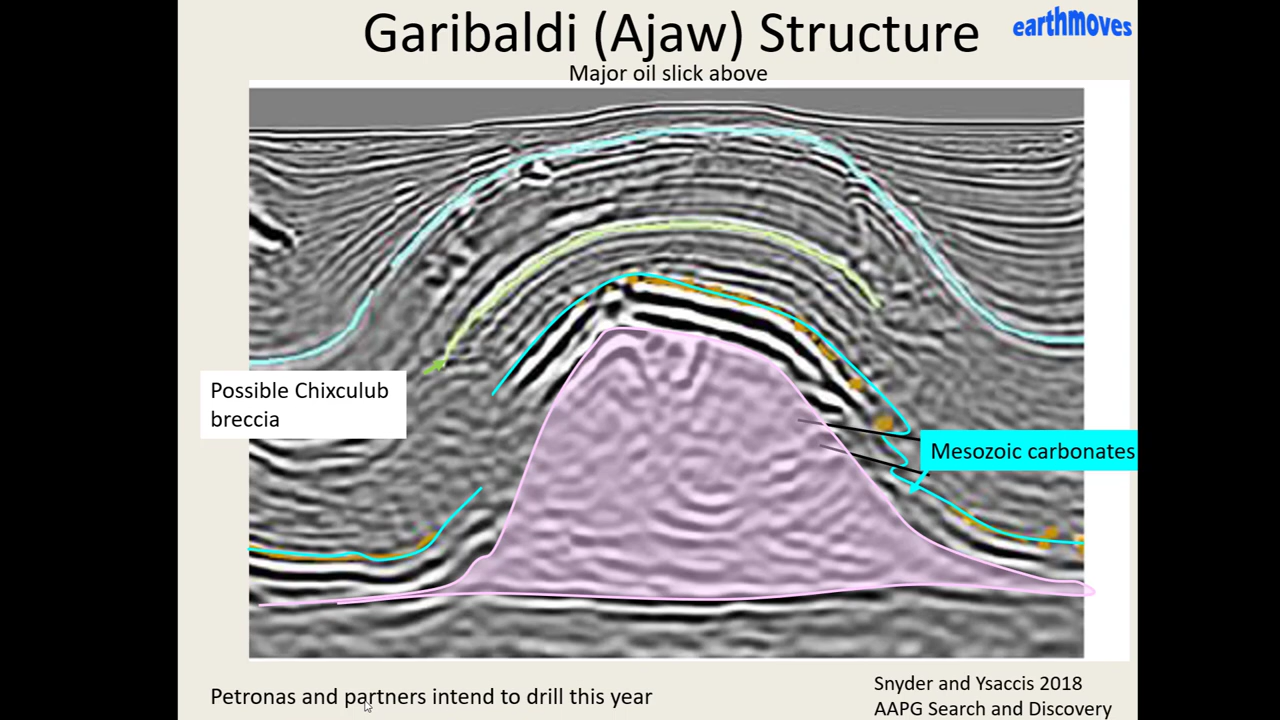 Garibaldi (Ajaw) Structure
earthmoves
Major oil slick above
Possible Chixculub
breccia
Mesozoic carbonates
Petronas and partners intend to drill this year
Snyder and Ysaccis 2018
AAPG Search and Discovery